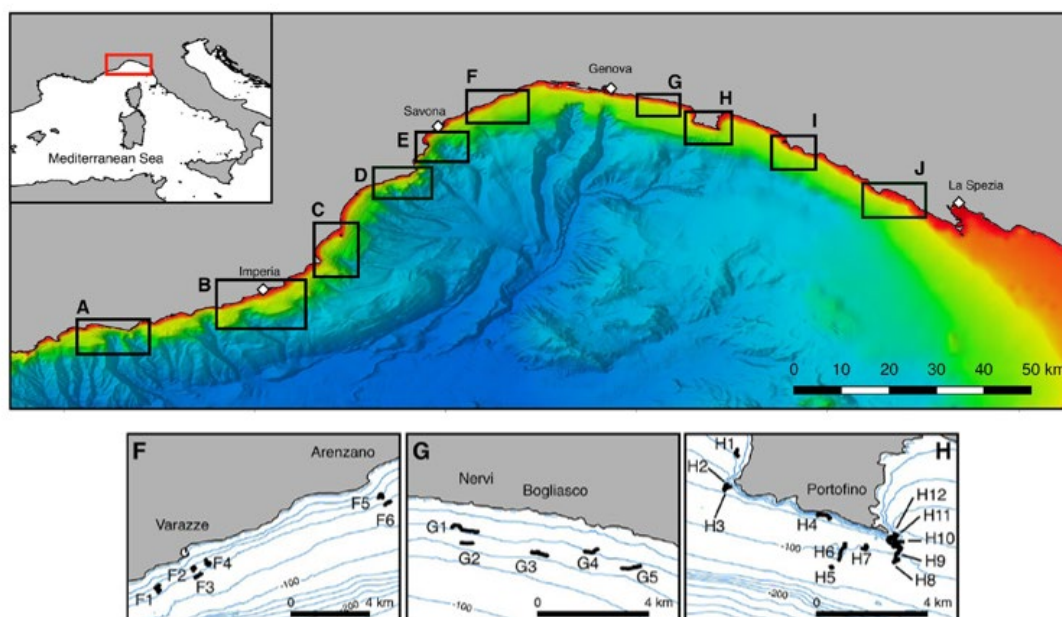 Mediterranean Sea
A
B
Imperia
C
D
E
Savona
F
Genova
G
H
I
J
La Spezia
0 10 20 30 40 50 km
F
Arenzano
Varazze
F5
F6
F4
F2
F3
F1
-100
-200
0 4 km
G
Nervi
Bogliasco
G1
G2
G3
G4
G5
-100
0 4 km
H
H1
H2
H3
Portofino
H4
H12
H11
H10
H9
H8
H6
H7
H5
-100
-200
0 4 km